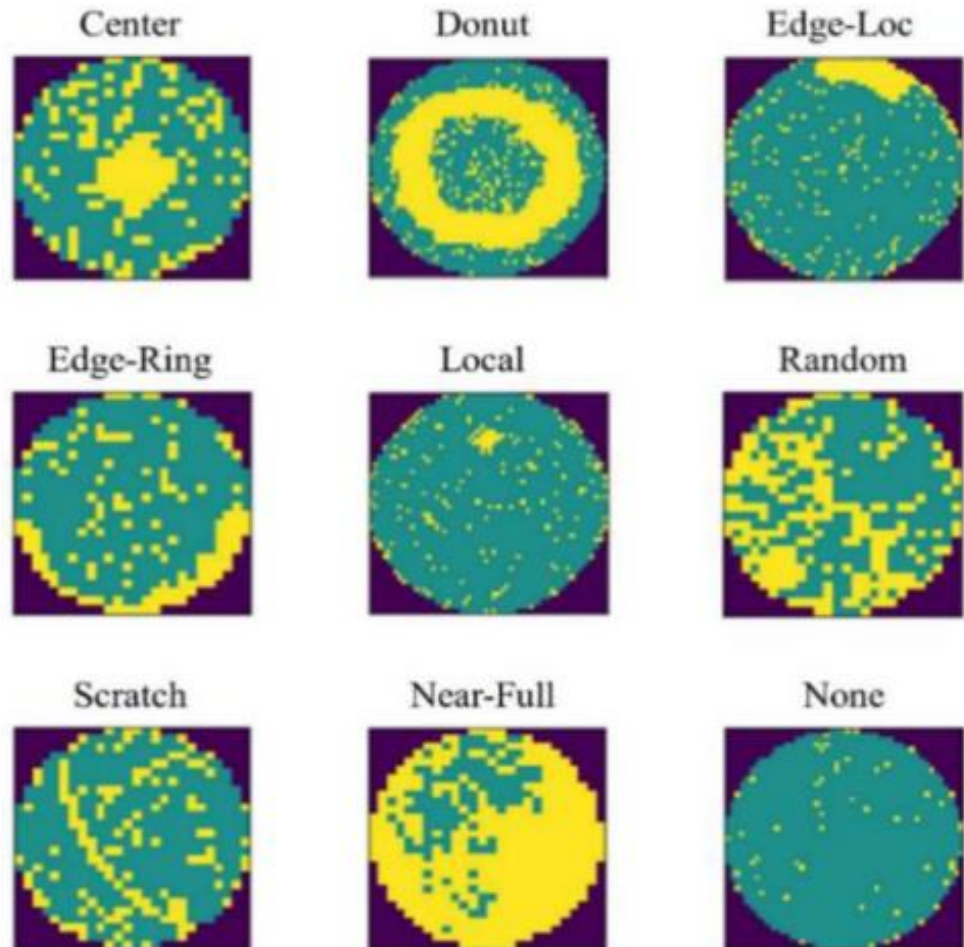 Center
Donut
Edge-Loc
Edge-Ring
Local
Random
Scratch
Near-Full
None